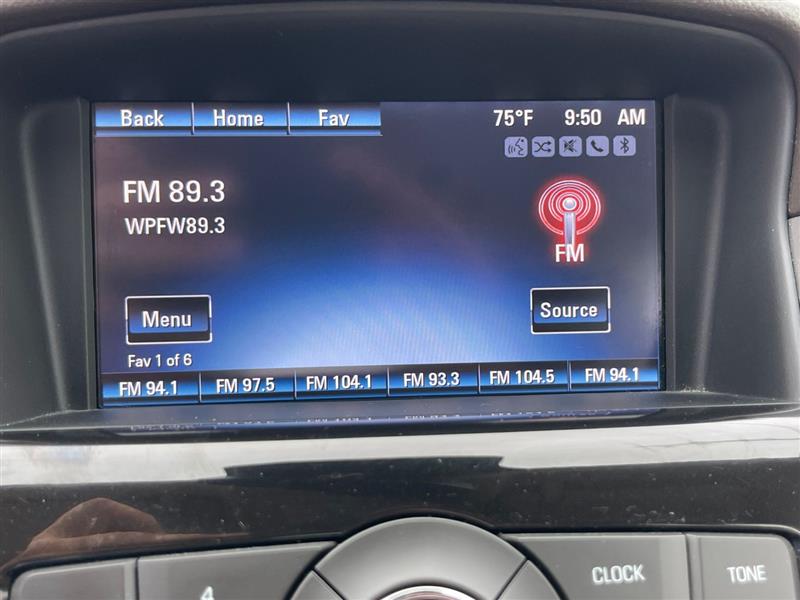 Back Home Fav 75°F 9:50 AM
FM 89.3
WPFW89.3
FM
Menu Source
Fav 1 of 6
FM 94.1 FM 97.5 FM 104.1 FM 93.3 FM 104.5 FM 94.1
4 CLOCK TONE